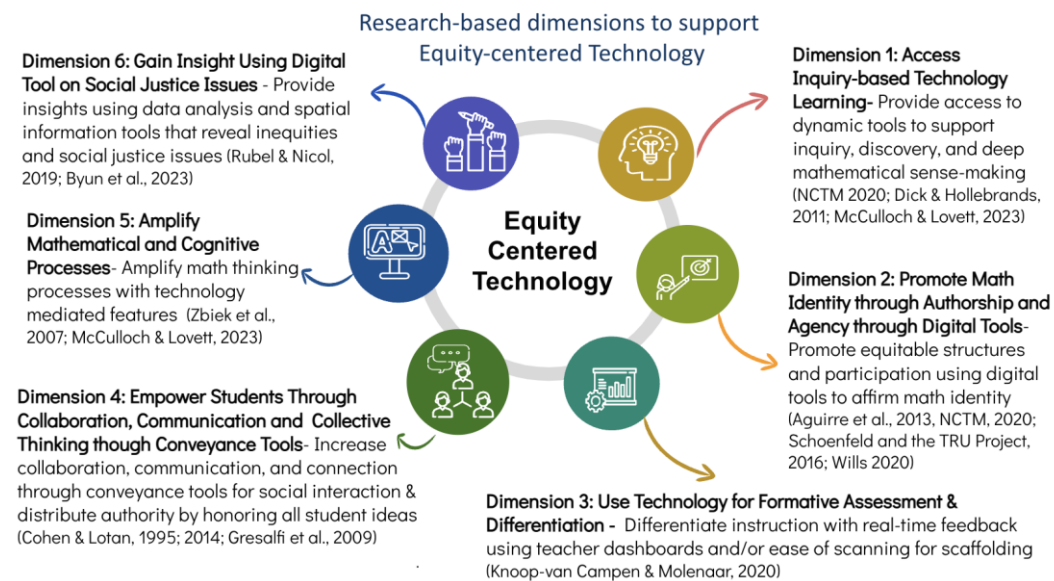 Research-based dimensions to support
Equity-centered Technology
Dimension 1: Access
Inquiry-based Technology
Learning- Provide access to
dynamic tools to support
inquiry, discovery, and deep
mathematical sense-making
(NCTM 2020; Dick & Hollebrands,
2011; McCulloch & Lovett, 2023)
Dimension 2: Promote Math
Identity through Authorship and
Agency through Digital Tools-
Promote equitable structures
and participation using digital
tools to affirm math identity
(Aguirre et al., 2013, NCTM, 2020;
Schoenfeld and the TRU Project,
2016; Wills 2020)
Dimension 3: Use Technology for Formative Assessment &
Differentiation - Differentiate instruction with real-time feedback
using teacher dashboards and/or ease of scanning for scaffolding
(Knoop-van Campen & Molenaar, 2020)
Dimension 4: Empower Students Through
Collaboration, Communication and Collective
Thinking though Conveyance Tools- Increase
collaboration, communication, and connection
through conveyance tools for social interaction &
distribute authority by honoring all student ideas
(Cohen & Lotan, 1995; 2014; Gresalfi et al., 2009)
Dimension 5: Amplify
Mathematical and Cognitive
Processes- Amplify math thinking
processes with technology
mediated features (Zbiek et al.,
2007; McCulloch & Lovett, 2023)
Dimension 6: Gain Insight Using Digital
Tool on Social Justice Issues - Provide
insights using data analysis and spatial
information tools that reveal inequities
and social justice issues (Rubel & Nicol,
2019; Byun et al., 2023)
Equity
Centered
Technology
A